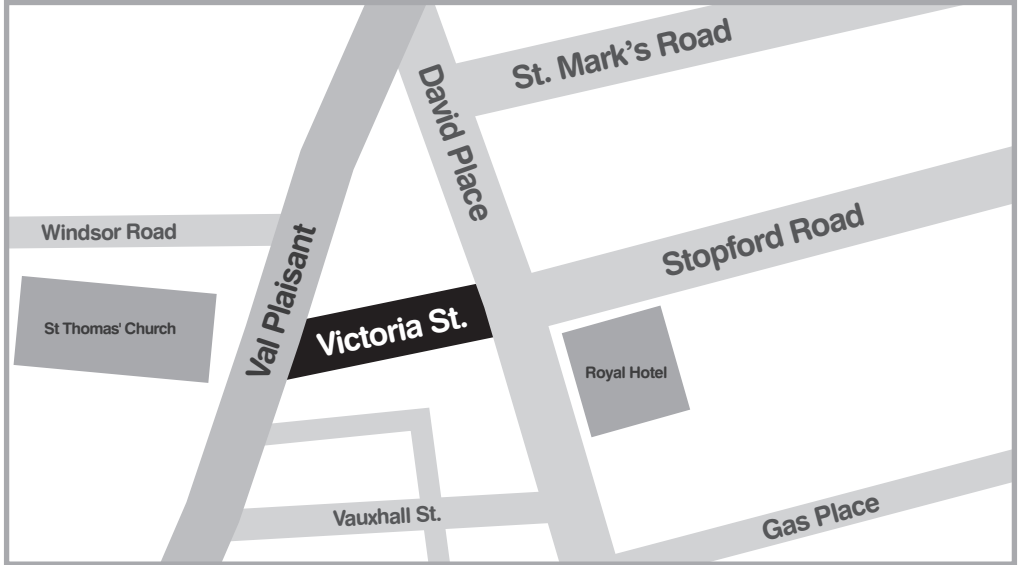 St. Mark’s Road
David Place
Windsor Road
Val Plaisant
Stopford Road
St Thomas' Church
Victoria St.
Royal Hotel
Vauxhall St.
Gas Place